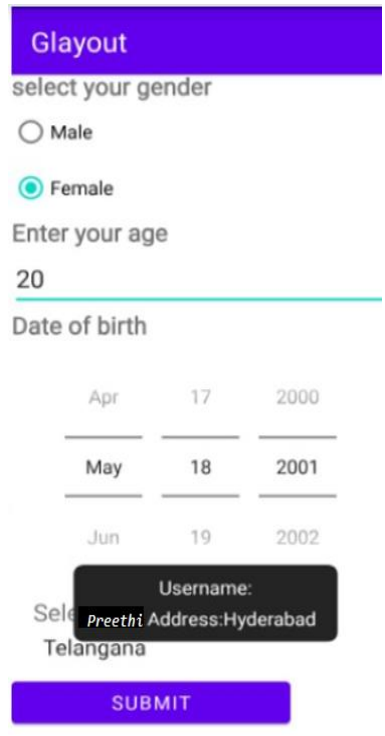 Glayout
select your gender
Male
Female
Enter your age
20
Date of birth
Apr 17 2000
May 18 2001
Jun 19 2002
Username:
Preethi Address:Hyderabad
Telangana
SUBMIT